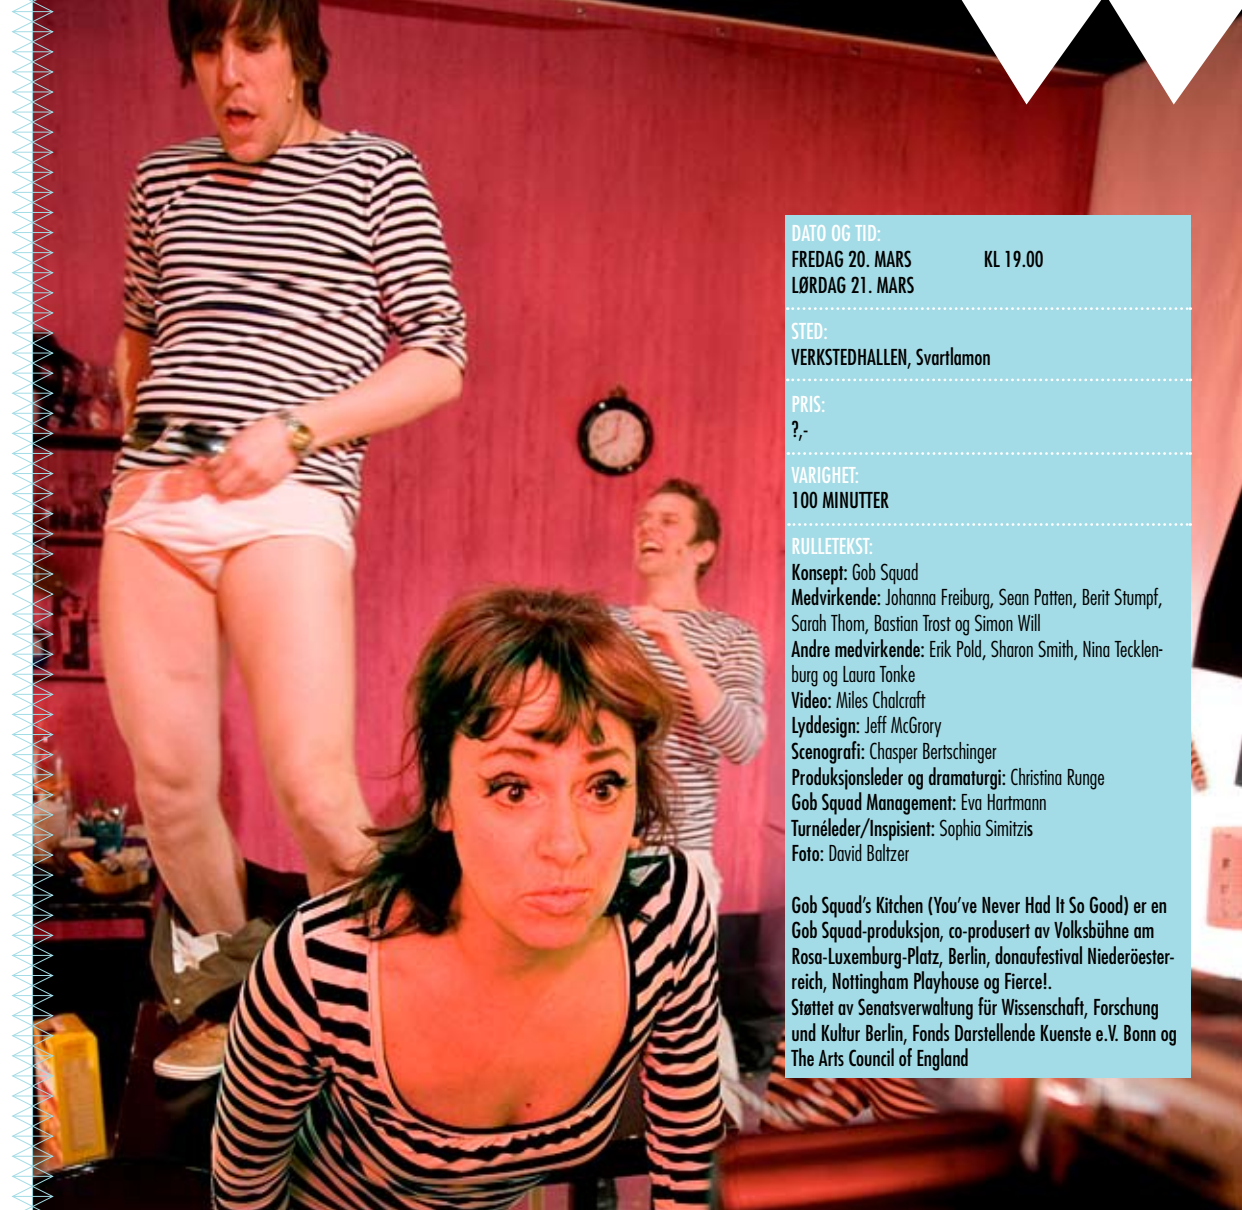 DATO OG TID:
FREDAG 20. MARS KL 19.00
LØRDAG 21. MARS
STED:
VERKSTEDHALLEN, Svartlamon
PRIS:
?,-
VARIGHET:
100 MINUTTER
RULLETEKST:
Konsept: Gob Squad
Medvirkende: Johanna Freiburg, Sean Patten, Berit Stumpf,
Sarah Thom, Bastian Trost og Simon Will
Andre medvirkende: Erik Pold, Sharon Smith, Nina Tecklen-
burg og Laura Tonke
Video: Miles Chalcraft
Lyddesign: Jeff McGrory
Scenografi: Chasper Bertschinger
Produksjonsleder og dramaturgi: Christina Runge
Gob Squad Management: Eva Hartmann
Turnéleder/Inspisient: Sophia Simitzis
Foto: David Baltzer
Gob Squad’s Kitchen (You’ve Never Had It So Good) er en
Gob Squad-produksjon, co-produsert av Volksbühne am
Rosa-Luxemburg-Platz, Berlin, donaufestival Niederöester-
reich, Nottingham Playhouse og Fierce!.
Støttet av Senatsverwaltung für Wissenschaft, Forschung
und Kultur Berlin, Fonds Darstellende Kuenste e.V. Bonn og
The Arts Council of England